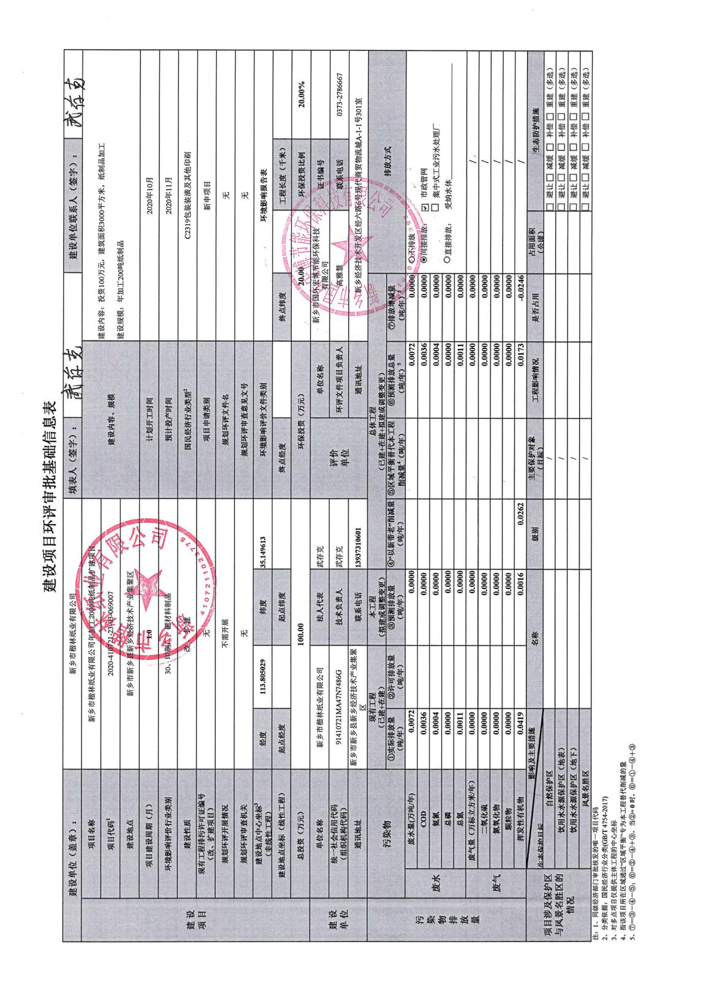 建设项目环评审批基础信息表
建设单位（盖章）： 新乡市楷林纸业有限公司 填表人（签字）： 武存克 建设单位联系人（签字）： 武存克
建设项目
项目名称 新乡市楷林纸业有限公司年加工2000吨纸制品扩建项目
建设内容、规模
建设内容：投资100万元，建筑面积3000平方米，纸制品加工
建设规模：年加工200吨纸制品
项目代码1 2020-410721-23-03-069007
建设地点 新乡市新乡县新乡经济技术产业集聚区
项目建设周期（月） 1.0 计划开工时间 2020年10月
环境影响评价行业类别 30、印刷厂；磁材料制品 预计投产时间 2020年11月
建设性质 改、扩建 国民经济行业类型2 C2319包装装潢及其他印刷
现有工程排污许可证编号
（改、扩建项目） 无 项目申请类别 新申项目
规划环评开展情况 不需开展 规划环评文件名 无
规划环评审查机关 无 规划环评审查意见文号 无
建设地点中心坐标3
（非线性工程） 经度 113.805029 纬度 35.149613 环境影响评价文件类别 环境影响报告表
建设地点坐标（线性工程） 起点经度 起点纬度 终点经度 终点纬度 工程长度（千米）
总投资（万元） 100.00 环保投资（万元） 20.00 环保投资比例 20.00%
建设单位
单位名称 新乡市楷林纸业有限公司 法人代表 武存克
评价单位
单位名称 新乡市国环宏博节能环保科技
有限公司 证书编号
统一社会信用代码
（组织机构代码） 91410721MA47N7486G 技术负责人 武存克 环评文件项目负责人 高雅慧 联系电话 0373-2786667
通讯地址 新乡市新乡县新乡经济技术产业集聚
区 联系电话 13937310601 通讯地址 新乡经济技术开发区经六路6号现代商贸物流城A-1-1号301室
污染物排放量
污染物
现有工程
（已建+在建）
本工程
（拟建或调整变更）
总体工程
（已建+在建+拟建或调整变更）
排放方式
①实际排放量
（吨/年） ②许可排放量
（吨/年） ③预测排放量
（吨/年） ④“以新带老”削减量
（吨/年） ⑤区域平衡替代本工程
削减量4（吨/年） ⑥预测排放总量
（吨/年）5 ⑦排放增减量
（吨/年）5
废水
废水量(万吨/年) 0.0072 0.0000 0.0072 0.0000 ○不排放
COD 0.0036 0.0000 0.0036 0.0000 ◉间接排放： ☑ 市政管网
氨氮 0.0004 0.0000 0.0004 0.0000 □ 集中式工业污水处理厂
总磷 0.0000 0.0000 0.0000 0.0000 ○直接排放： 受纳水体
总氮 0.0011 0.0000 0.0011 0.0000
废气
废气量（万标立方米/年） 0.0000 0.0000 0.0000 0.0000 /
二氧化硫 0.0000 0.0000 0.0000 0.0000 /
氮氧化物 0.0000 0.0000 0.0000 0.0000 /
颗粒物 0.0000 0.0000 0.0000 0.0000 /
挥发性有机物 0.0419 0.0016 0.0262 0.0173 -0.0246 /
项目涉及保护区
与风景名胜区的
情况
影响及主要措施
生态保护目标 名称 级别 主要保护对象
（目标） 工程影响情况 是否占用 占用面积
（公顷） 生态防护措施
自然保护区 / □ 避让 □ 减缓 □ 补偿 □ 重建（多选）
饮用水水源保护区（地表） / □ 避让 □ 减缓 □ 补偿 □ 重建（多选）
饮用水水源保护区（地下） / □ 避让 □ 减缓 □ 补偿 □ 重建（多选）
风景名胜区 / □ 避让 □ 减缓 □ 补偿 □ 重建（多选）
注：1、同级经济部门审批核发的唯一项目代码
2、分类依据：国民经济行业分类(GB/T 4754-2017)
3、对多点项目仅提供主体工程的中心坐标
4、指该项目所在区域通过“区域平衡”专为本工程替代削减的量
5、⑦=③-④-⑤；⑥=②-④+③，当②= 0 时，⑥=①-④+③